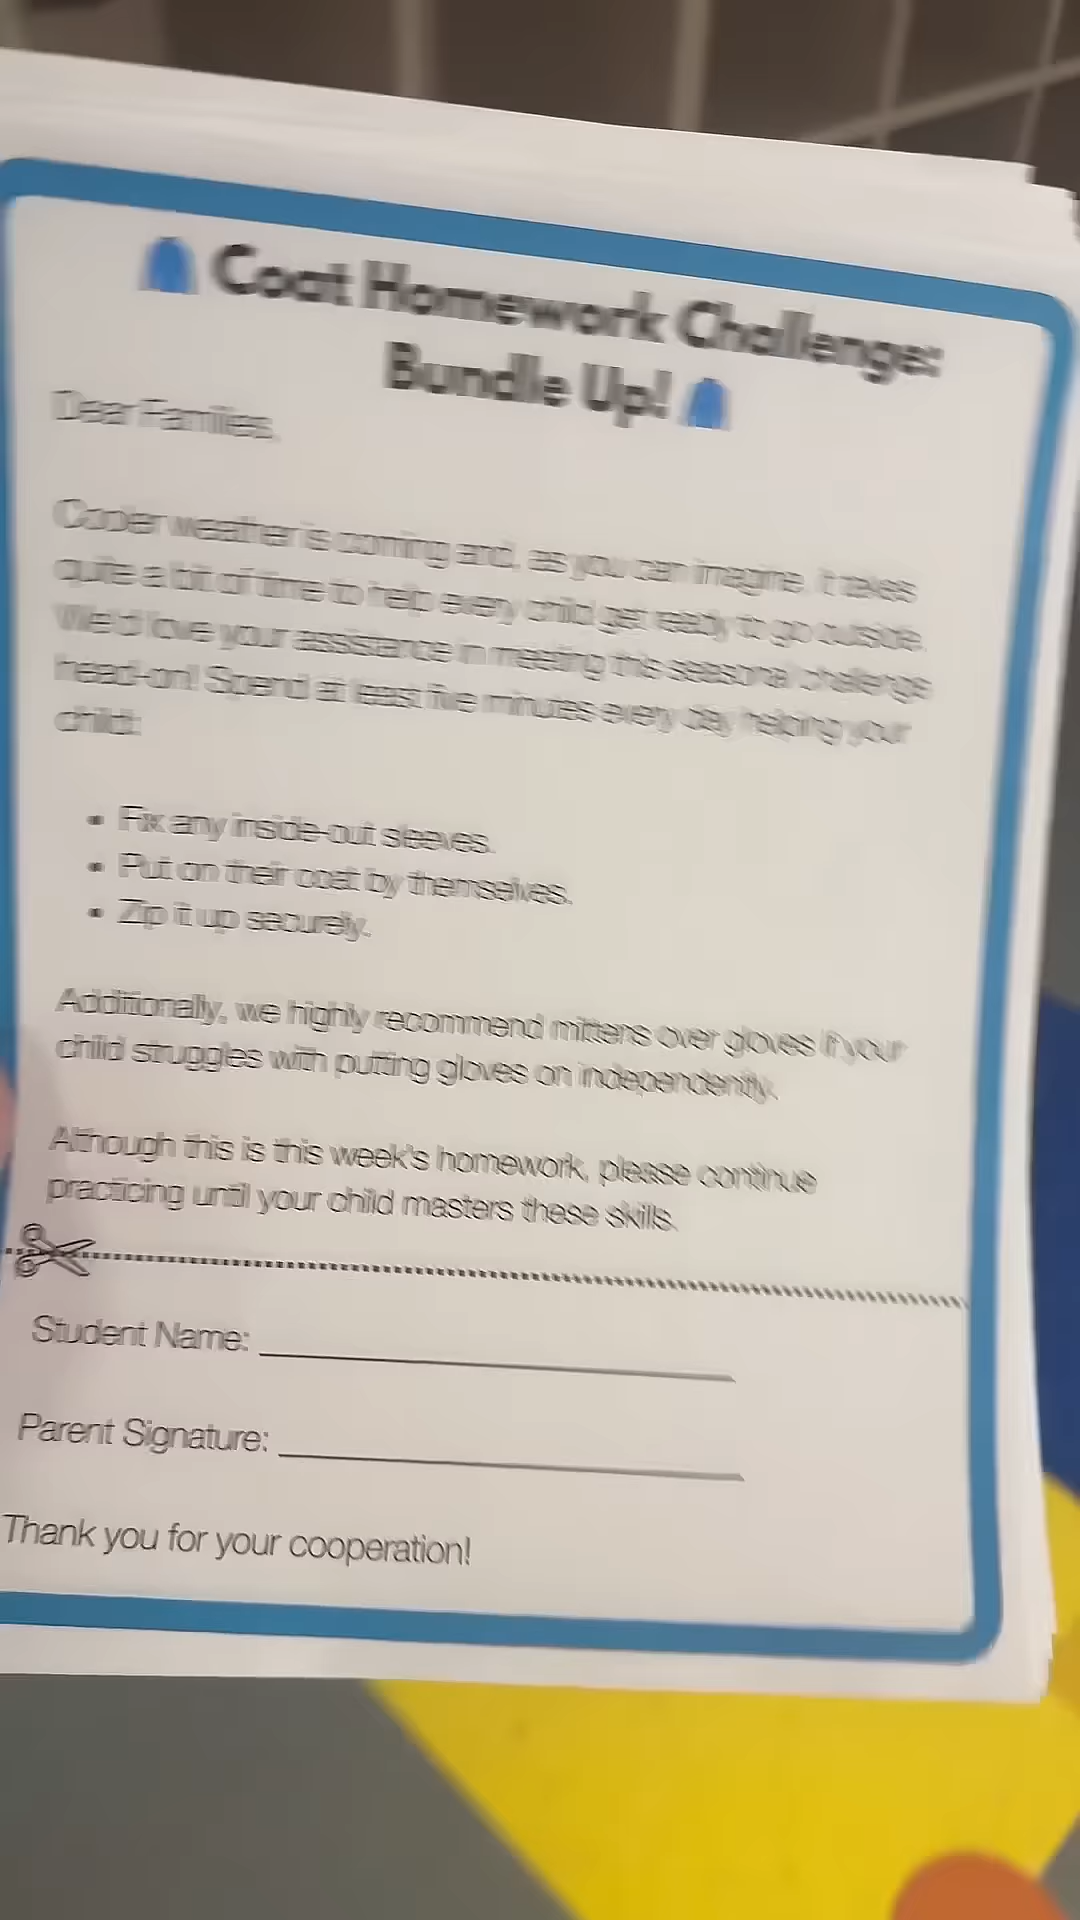 Coat Homework Challenge:
Bundle Up!
Dear Families,
Cooler weather is coming and, as you can imagine, it takes
quite a bit of time to help every child get ready to go outside.
We'd love your assistance in meeting this seasonal challenge
head-on! Spend at least five minutes every day helping your
child:
• Fix any inside-out sleeves.
• Put on their coat by themselves.
• Zip it up securely.
Additionally, we highly recommend mittens over gloves if your
child struggles with putting gloves on independently.
Although this is this week's homework, please continue
practicing until your child masters these skills.
Student Name:
Parent Signature:
Thank you for your cooperation!